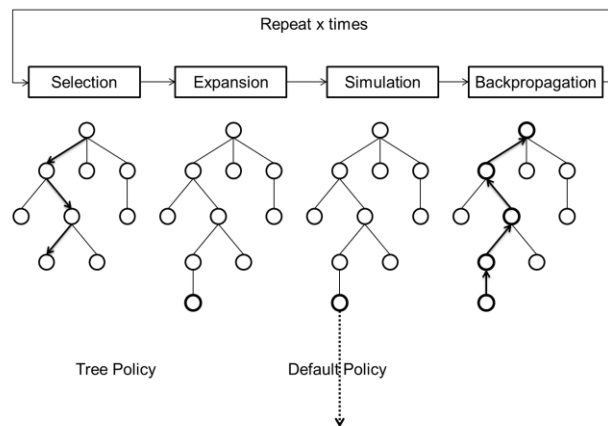 Repeat x times
Selection
Expansion
Simulation
Backpropagation
Tree Policy
Default Policy